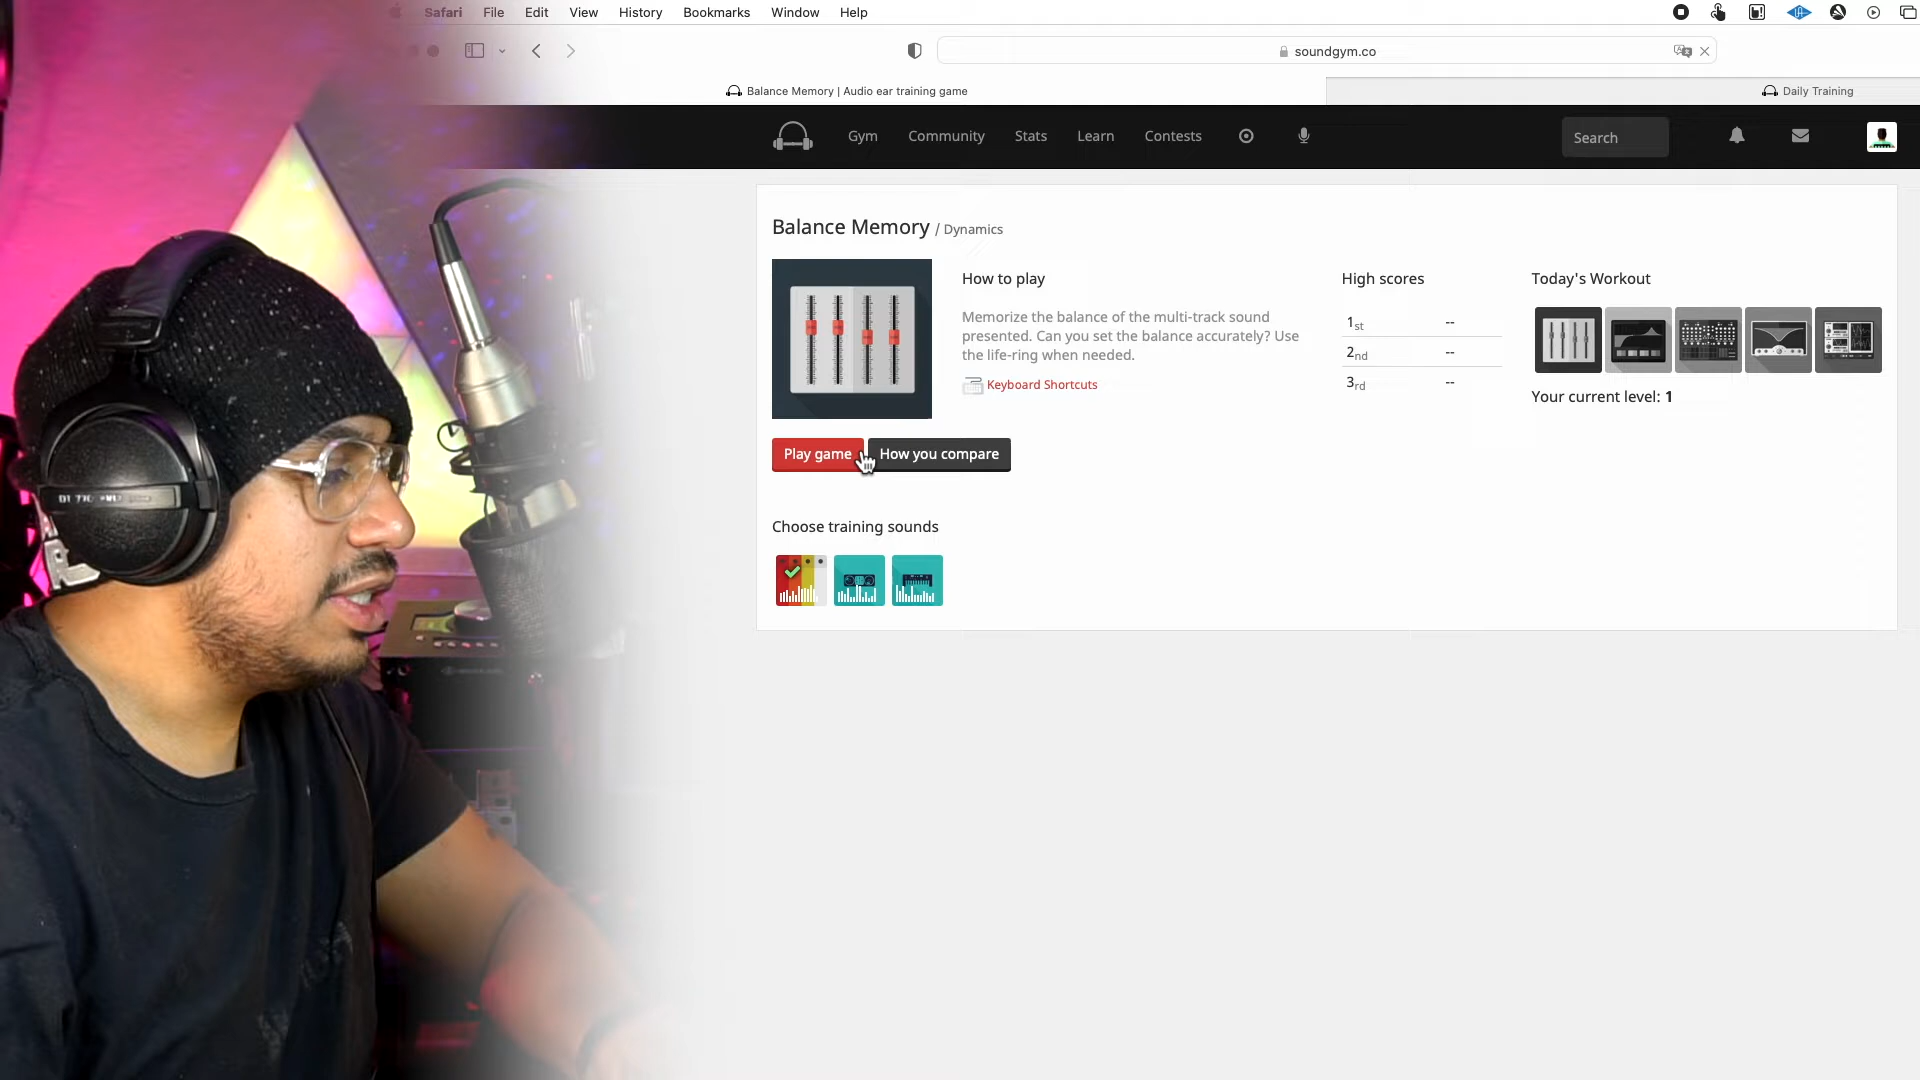 Safari File Edit View History Bookmarks Window Help
soundgym.co
Balance Memory | Audio ear training game
Daily Training
Gym Community Stats Learn Contests
Search
Balance Memory / Dynamics
How to play
Memorize the balance of the multi-track sound
presented. Can you set the balance accurately? Use
the life-ring when needed.
Keyboard Shortcuts
High scores
1st --
2nd --
3rd --
Today's Workout
Your current level: 1
Play game
How you compare
Choose training sounds
DT 770